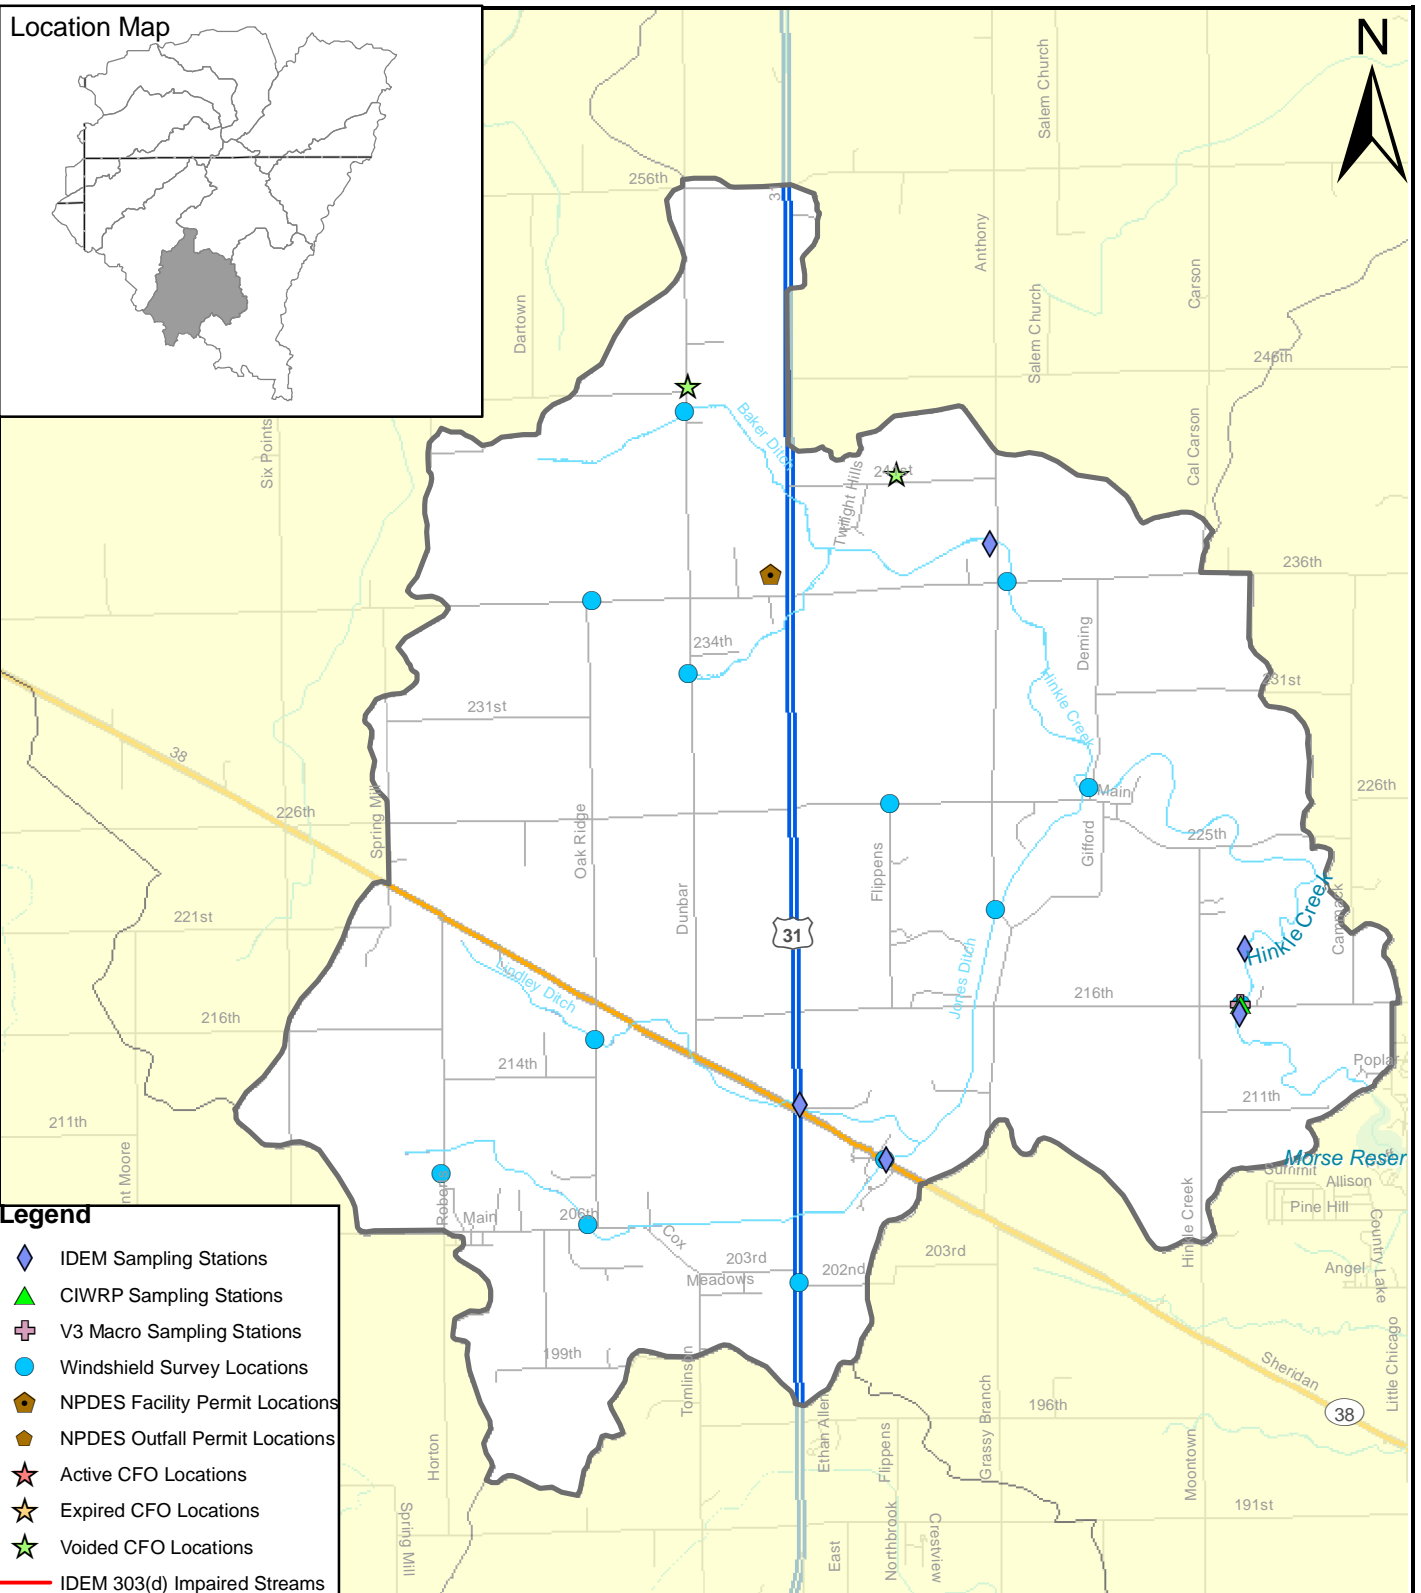 Location Map
N
256th
31
Salem Church
Anthony
Carson
Dartown
Salem Church
246th
Baker Ditch
Six Points
Cal Carson
241st
Twilight Hills
236th
234th
Deming
Hinkle Creek
231st
231st
38
226th
Spring Mill
Oak Ridge
Main
226th
225th
Gifford
Flippens
Dunbar
221st
31
Hinkle Creek
Cammack
Lindley Ditch
Jones Ditch
216th
216th
214th
Poplar
211th
211th
Morse Reser
Summit
Allison
Pine Hill
Country Lake
Main
206th
Cox
203rd
Meadows
202nd
203rd
Hinkle Creek
Angel
199th
Tomlinson
Sheridan
Little Chicago
38
Ethan Allen
Flippens
Grassy Branch
196th
Moontown
Horton
Spring Mill
191st
East
Northbrook
Crestview
Legend
IDEM Sampling Stations
CIWRP Sampling Stations
V3 Macro Sampling Stations
Windshield Survey Locations
NPDES Facility Permit Locations
NPDES Outfall Permit Locations
Active CFO Locations
Expired CFO Locations
Voided CFO Locations
IDEM 303(d) Impaired Streams